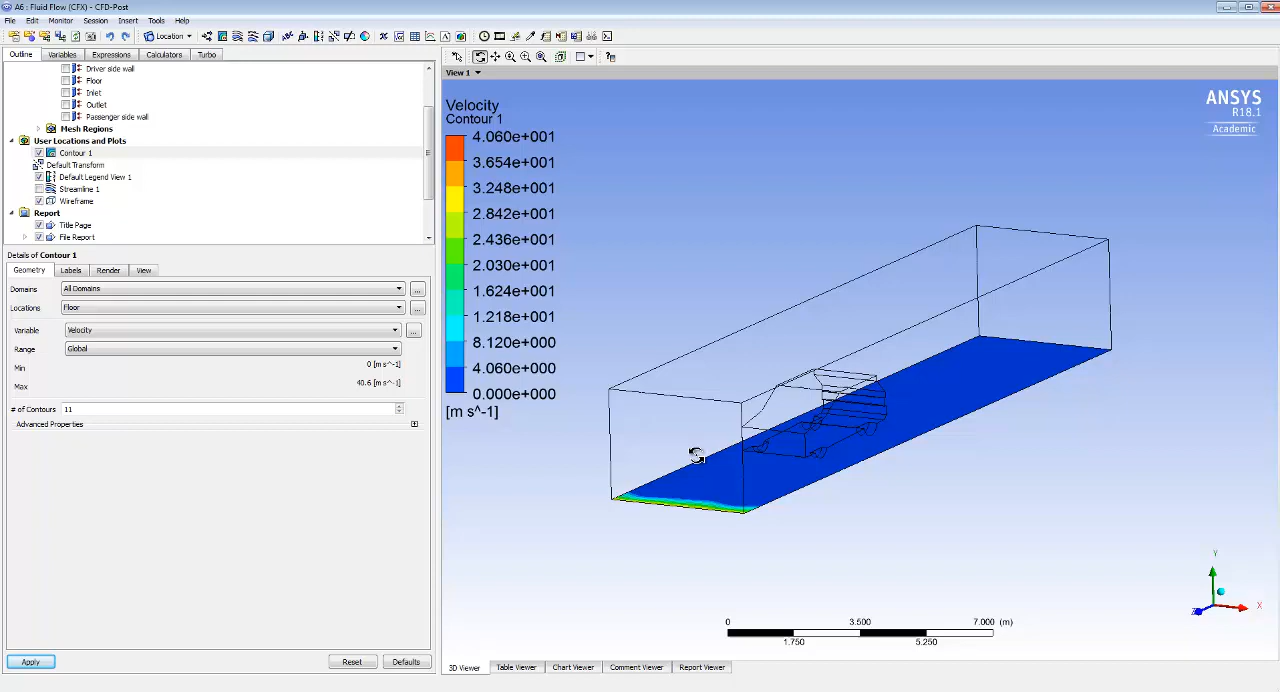 A6 : Fluid Flow (CFX) - CFD-Post
File Edit Monitor Session Insert Tools Help
Location
Outline Variables Expressions Calculators Turbo
Driver side wall
Floor
Inlet
Outlet
Passenger side wall
Mesh Regions
User Locations and Plots
Contour 1
Default Transform
Default Legend View 1
Streamline 1
Wireframe
Report
Title Page
File Report
Details of Contour 1
Geometry Labels Render View
Domains All Domains ...
Locations Floor ...
Variable Velocity ...
Range Global
Min 0 [m s^-1]
Max 40.6 [m s^-1]
# of Contours 11
Advanced Properties
Apply Reset Defaults
View 1
Velocity
Contour 1
4.060e+001
3.654e+001
3.248e+001
2.842e+001
2.436e+001
2.030e+001
1.624e+001
1.218e+001
8.120e+000
4.060e+000
0.000e+000
[m s^-1]
ANSYS
R18.1
Academic
Y
X
Z
0 3.500 7.000 (m)
1.750 5.250
3D Viewer Table Viewer Chart Viewer Comment Viewer Report Viewer